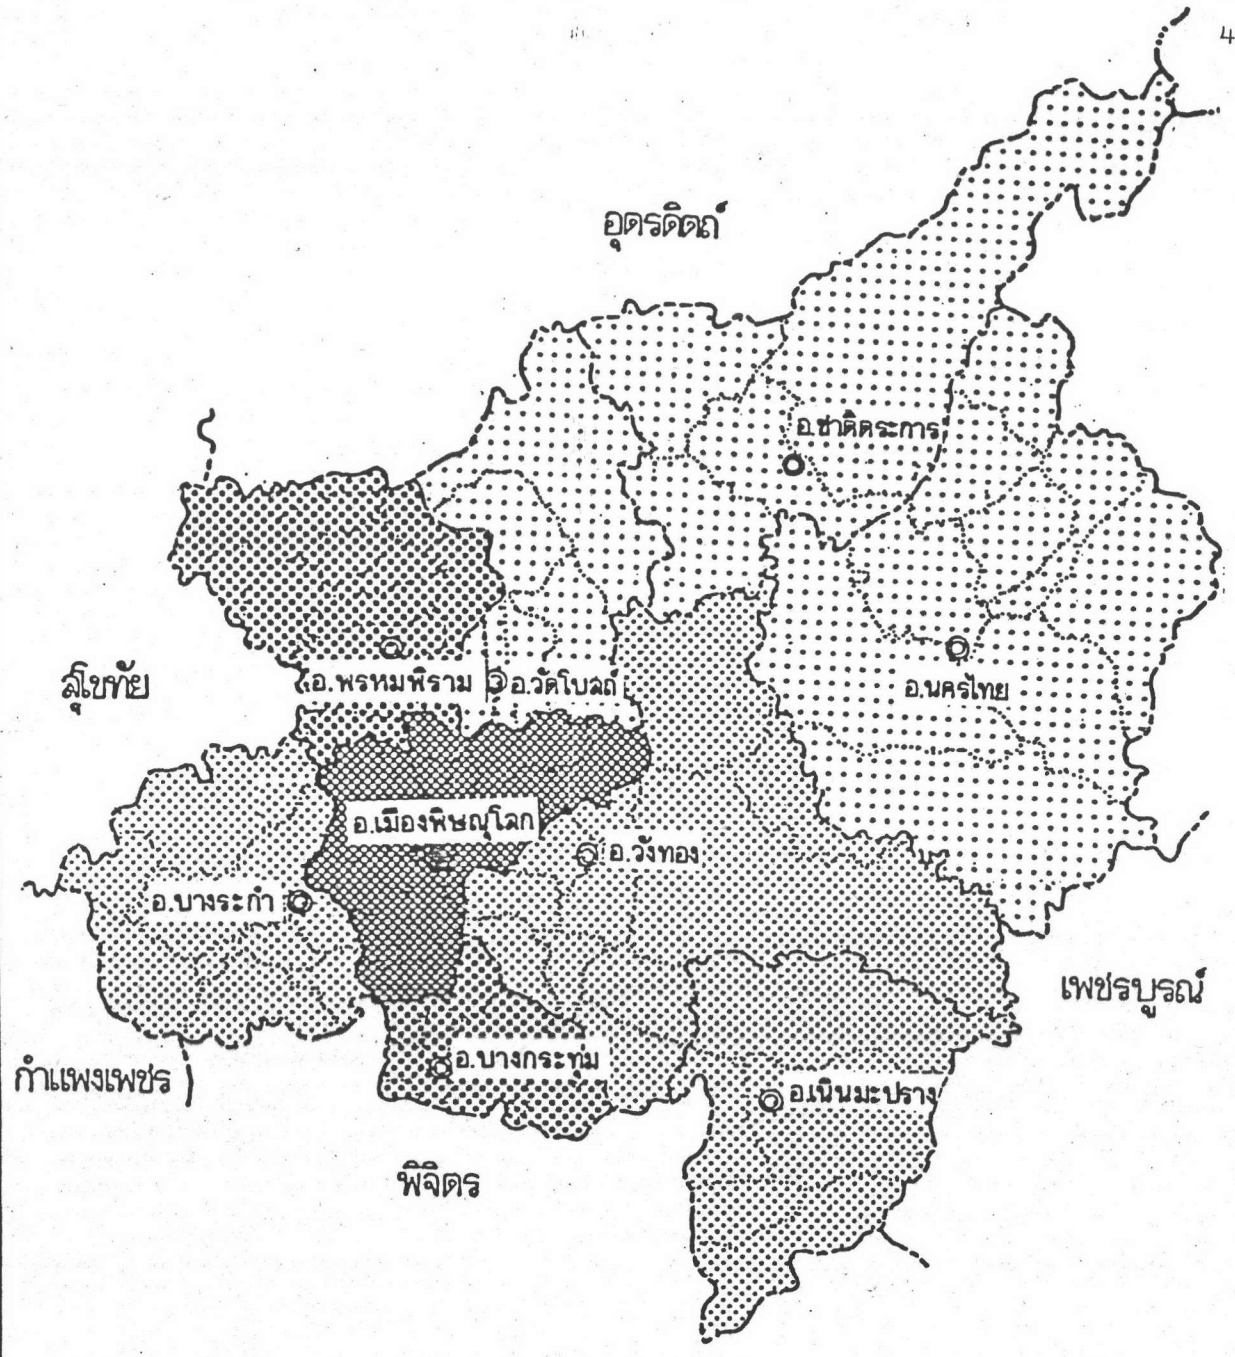 4
อุตรดิตถ์
อ.ชาติตระการ
สุโขทัย
อ.พรหมพิราม
อ.วัดโบสถ์
อ.นครไทย
อ.เมืองพิษณุโลก
อ.วังทอง
อ.บางระกำ
เพชรบูรณ์
กำแพงเพชร
อ.บางกระทุ่ม
อ.เนินมะปราง
พิจิตร